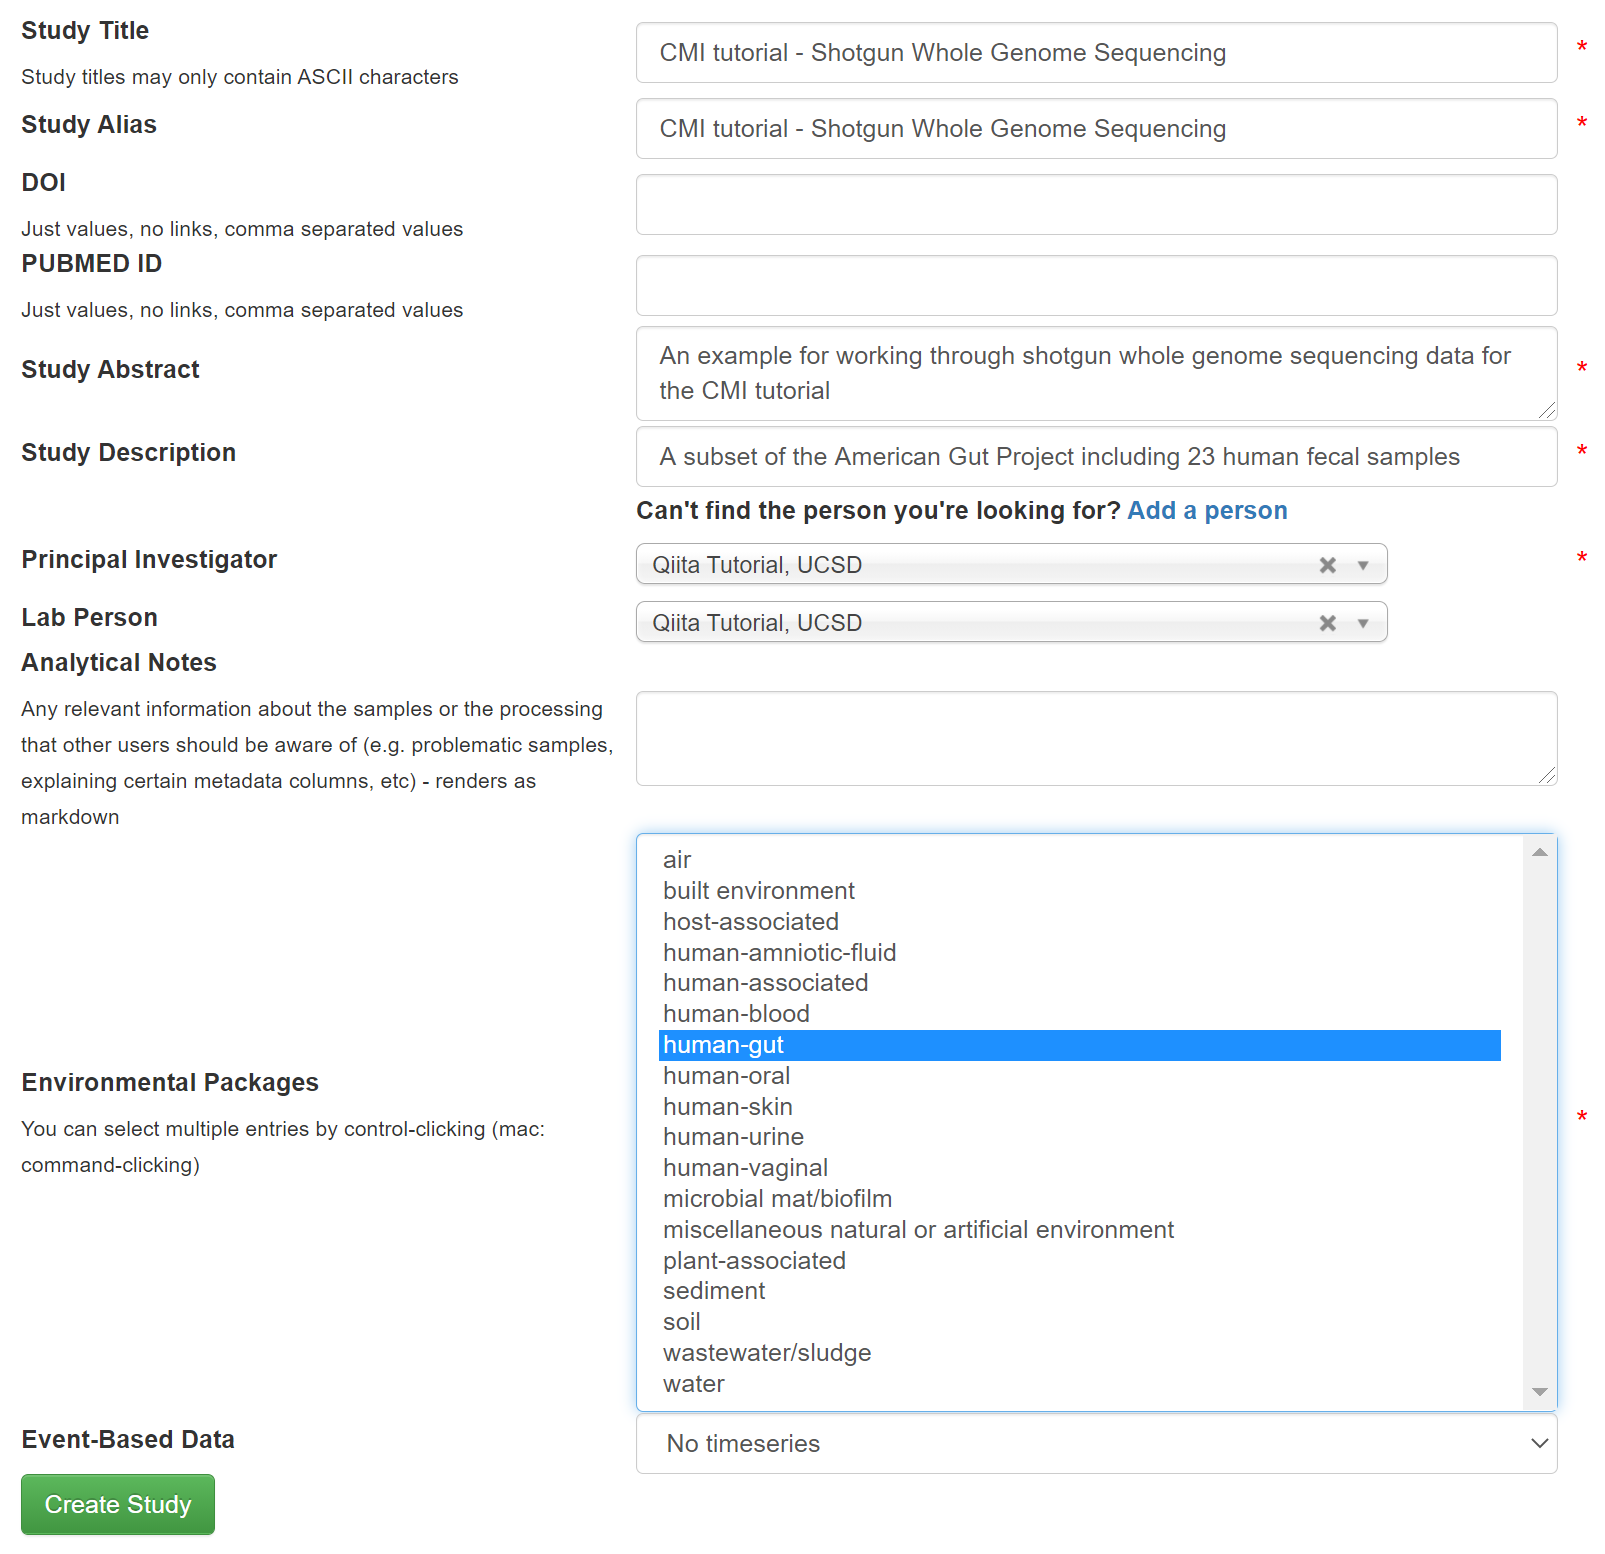 Study Title
Study titles may only contain ASCII characters
CMI tutorial - Shotgun Whole Genome Sequencing
*
Study Alias
CMI tutorial - Shotgun Whole Genome Sequencing
*
DOI
Just values, no links, comma separated values
PUBMED ID
Just values, no links, comma separated values
Study Abstract
An example for working through shotgun whole genome sequencing data for
the CMI tutorial
*
Study Description
A subset of the American Gut Project including 23 human fecal samples
*
Can't find the person you're looking for? Add a person
Principal Investigator
Qiita Tutorial, UCSD
*
Lab Person
Qiita Tutorial, UCSD
Analytical Notes
Any relevant information about the samples or the processing
that other users should be aware of (e.g. problematic samples,
explaining certain metadata columns, etc) - renders as
markdown
Environmental Packages
You can select multiple entries by control-clicking (mac:
command-clicking)
air
built environment
host-associated
human-amniotic-fluid
human-associated
human-blood
human-gut
human-oral
human-skin
human-urine
human-vaginal
microbial mat/biofilm
miscellaneous natural or artificial environment
plant-associated
sediment
soil
wastewater/sludge
water
*
Event-Based Data
No timeseries
Create Study